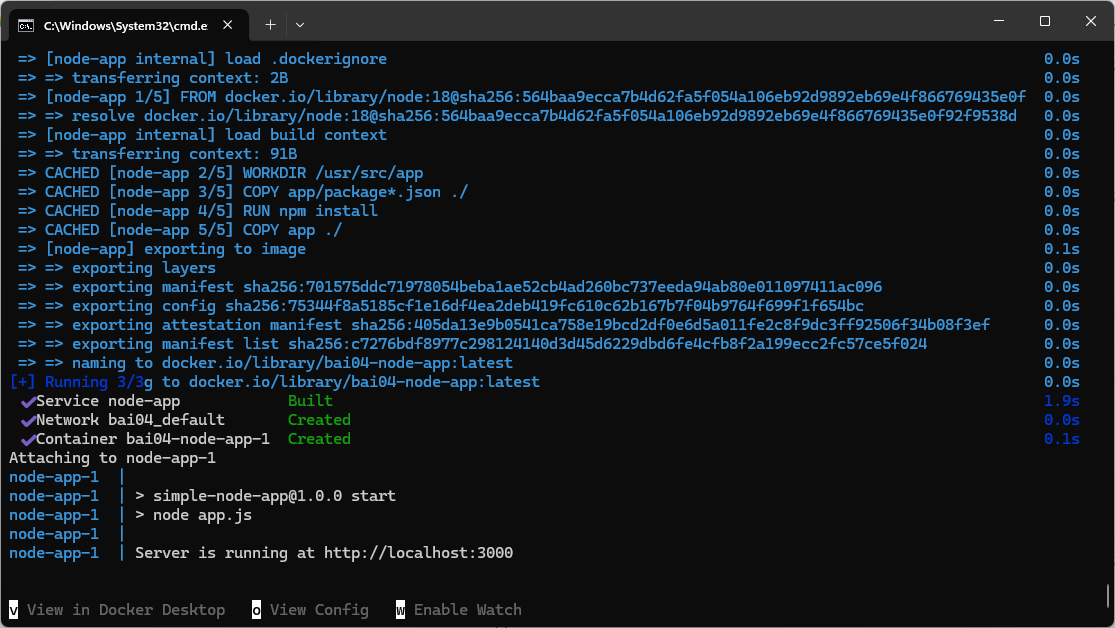 C:\Windows\System32\cmd.e
=> [node-app internal] load .dockerignore 0.0s
=> => transferring context: 2B 0.0s
=> [node-app 1/5] FROM docker.io/library/node:18@sha256:564baa9ecca7b4d62fa5f054a106eb92d9892eb69e4f866769435e0f 0.0s
=> => resolve docker.io/library/node:18@sha256:564baa9ecca7b4d62fa5f054a106eb92d9892eb69e4f866769435e0f92f9538d 0.0s
=> [node-app internal] load build context 0.0s
=> => transferring context: 91B 0.0s
=> CACHED [node-app 2/5] WORKDIR /usr/src/app 0.0s
=> CACHED [node-app 3/5] COPY app/package*.json ./ 0.0s
=> CACHED [node-app 4/5] RUN npm install 0.0s
=> CACHED [node-app 5/5] COPY app ./ 0.0s
=> [node-app] exporting to image 0.1s
=> => exporting layers 0.0s
=> => exporting manifest sha256:701575ddc71978054beba1ae52cb4ad260bc737eeda94ab80e011097411ac096 0.0s
=> => exporting config sha256:75344f8a5185cf1e16df4ea2deb419fc610c62b167b7f04b9764f699f1f654bc 0.0s
=> => exporting attestation manifest sha256:405da13e9b0541ca758e19bcd2df0e6d5a011fe2c8f9dc3ff92506f34b08f3ef 0.0s
=> => exporting manifest list sha256:c7276bdf8977c298124140d3d45d6229dbd6fe4cfb8f2a199ecc2fc57ce5f024 0.0s
=> => naming to docker.io/library/bai04-node-app:latest 0.0s
[+] Running 3/3g to docker.io/library/bai04-node-app:latest 0.0s
✔Service node-app Built 1.9s
✔Network bai04_default Created 0.0s
✔Container bai04-node-app-1 Created 0.1s
Attaching to node-app-1
node-app-1 |
node-app-1 | > simple-node-app@1.0.0 start
node-app-1 | > node app.js
node-app-1 |
node-app-1 | Server is running at http://localhost:3000
v View in Docker Desktop o View Config w Enable Watch